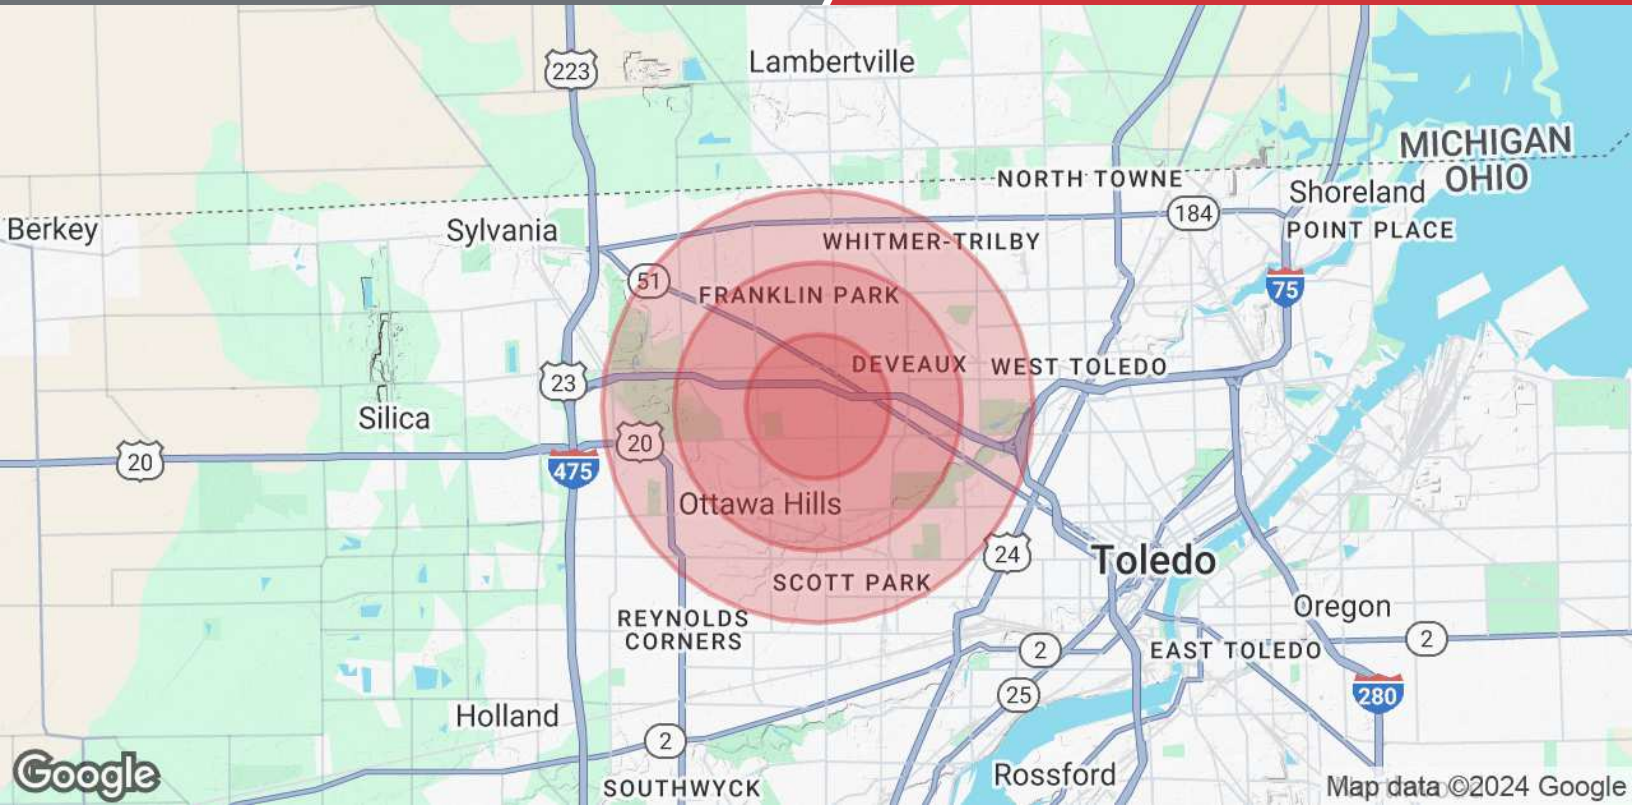 Lambertville
223
MICHIGAN
OHIO
NORTH TOWNE
Shoreland
184
Berkey
Sylvania
POINT PLACE
WHITMER-TRILBY
51
75
FRANKLIN PARK
DEVEAUX
WEST TOLEDO
23
Silica
20
20
475
Ottawa Hills
24
Toledo
SCOTT PARK
Oregon
REYNOLDS
CORNERS
2
EAST TOLEDO
2
25
280
Holland
2
Google
SOUTHWYCK
Rossford
Map data ©2024 Google